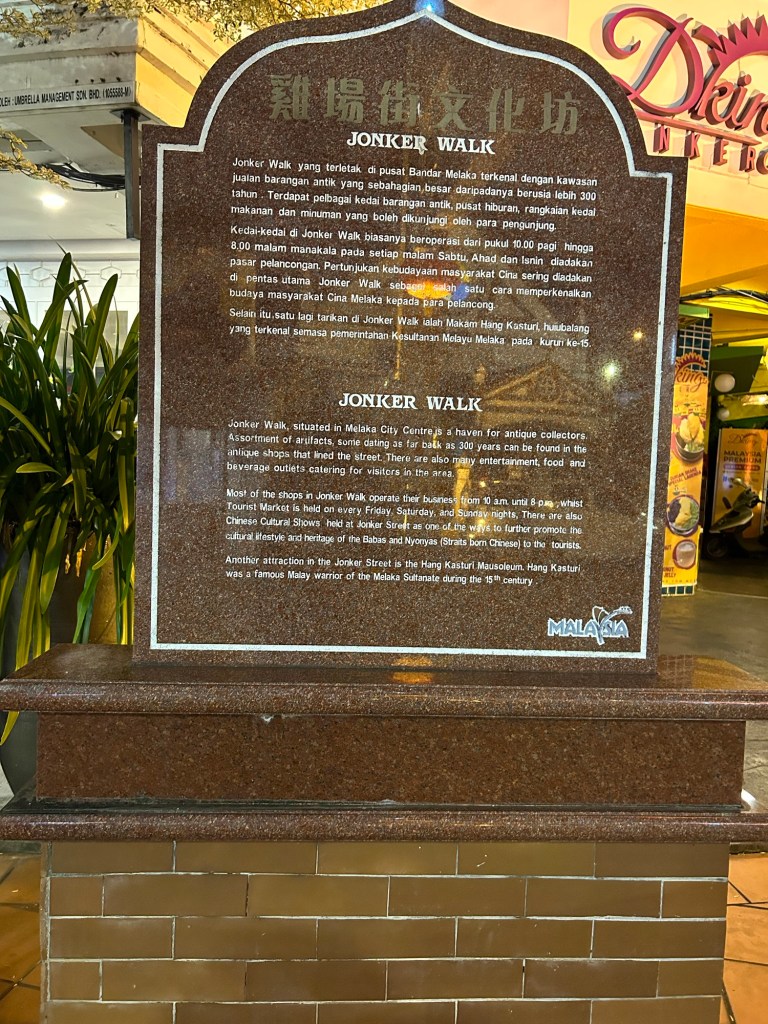 雞場街文化坊
JONKER WALK
Jonker Walk yang terletak di pusat Bandar Melaka terkenal dengan kawasan
jualan barangan antik yang sebahagian besar daripadanya berusia lebih 300
tahun . Terdapat pelbagai kedai barangan antik, pusat hiburan, rangkaian kedai
makanan dan minuman yang boleh dikunjungi oleh para pengunjung.
Kedai-kedai di Jonker Walk biasanya beroperasi dari pukul 10.00 pagi hingga
8.00 malam manakala pada setiap malam Sabtu, Ahad dan Isnin diadakan
pasar pelancongan. Pertunjukan kebudayaan masyarakat Cina sering diadakan
di pentas utama Jonker Walk sebagai salah satu cara memperkenalkan
budaya masyarakat Cina Melaka kepada para pelancong.
Selain itu,satu lagi tarikan di Jonker Walk ialah Makam Hang Kasturi, hulubalang
yang terkenal semasa pemerintahan Kesultanan Melayu Melaka pada kurun ke-15.
JONKER WALK
Jonker Walk, situated in Melaka City Centre is a haven for antique collectors.
Assortment of artifacts, some dating as far back as 300 years can be found in the
antique shops that lined the street. There are also many entertainment, food and
beverage outlets catering for visitors in the area.
Most of the shops in Jonker Walk operate their business from 10 a.m. until 8 p.m., whist
Tourist Market is held on every Friday, Saturday, and Sunday nights, There are also
Chinese Cultural Shows held at Jonker Street as one of the ways to further promote the
cultural lifestyle and heritage of the Babas and Nyonyas (Straits born Chinese) to the tourists.
Another attraction in the Jonker Street is the Hang Kasturi Mausoleum. Hang Kasturi
was a famous Malay warrior of the Melaka Sultanate during the 15th century .
MALAYSIA
OLEH : UMBRELLA MANAGEMENT SDN. BHD. (1055588-M)
Dkin
NKER
MALAYSIA
PREMIUM